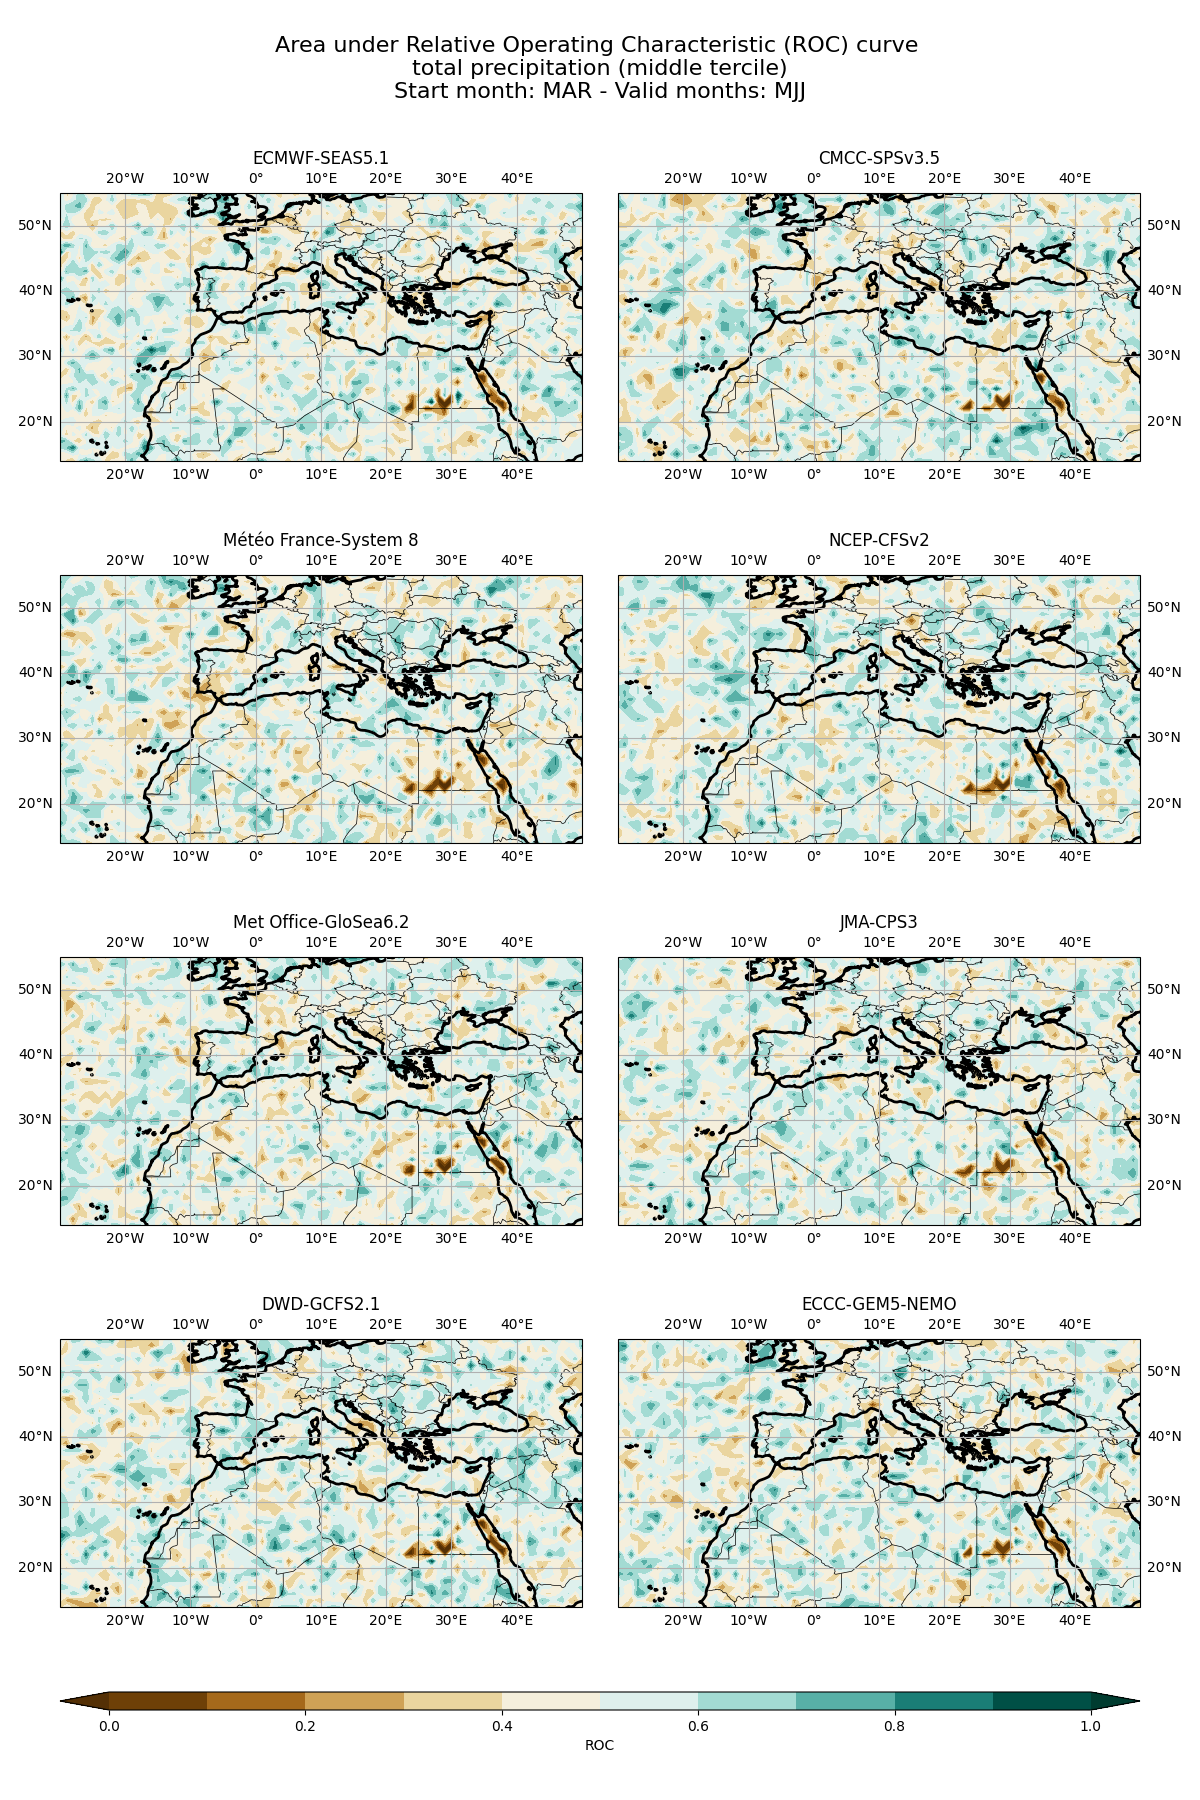 Area under Relative Operating Characteristic (ROC) curve
total precipitation (middle tercile)
Start month: MAR - Valid months: MJJ
ECMWF-SEAS5.1
20°W 10°W 0° 10°E 20°E 30°E 40°E
50°N
40°N
30°N
20°N
20°W 10°W 0° 10°E 20°E 30°E 40°E
CMCC-SPSv3.5
20°W 10°W 0° 10°E 20°E 30°E 40°E
50°N
40°N
30°N
20°N
20°W 10°W 0° 10°E 20°E 30°E 40°E
Météo France-System 8
20°W 10°W 0° 10°E 20°E 30°E 40°E
50°N
40°N
30°N
20°N
20°W 10°W 0° 10°E 20°E 30°E 40°E
NCEP-CFSv2
20°W 10°W 0° 10°E 20°E 30°E 40°E
50°N
40°N
30°N
20°N
20°W 10°W 0° 10°E 20°E 30°E 40°E
Met Office-GloSea6.2
20°W 10°W 0° 10°E 20°E 30°E 40°E
50°N
40°N
30°N
20°N
20°W 10°W 0° 10°E 20°E 30°E 40°E
JMA-CPS3
20°W 10°W 0° 10°E 20°E 30°E 40°E
50°N
40°N
30°N
20°N
20°W 10°W 0° 10°E 20°E 30°E 40°E
DWD-GCFS2.1
20°W 10°W 0° 10°E 20°E 30°E 40°E
50°N
40°N
30°N
20°N
20°W 10°W 0° 10°E 20°E 30°E 40°E
ECCC-GEM5-NEMO
20°W 10°W 0° 10°E 20°E 30°E 40°E
50°N
40°N
30°N
20°N
20°W 10°W 0° 10°E 20°E 30°E 40°E
0.0 0.2 0.4 0.6 0.8 1.0
ROC